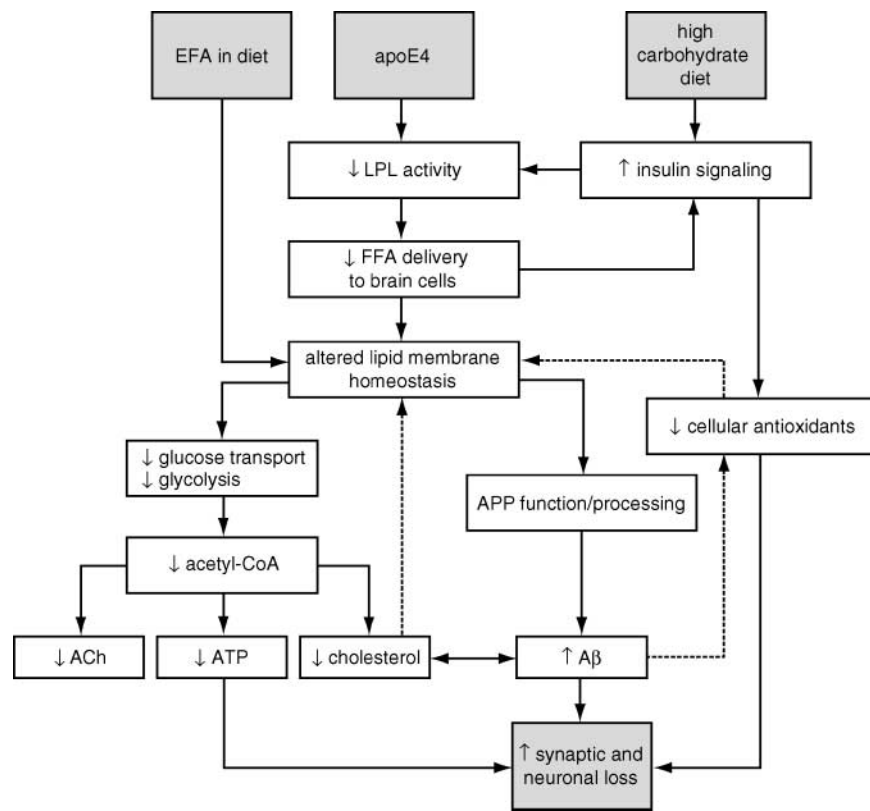 EFA in diet
apoE4
high
carbohydrate
diet
↓ LPL activity
↑ insulin signaling
↓ FFA delivery
to brain cells
altered lipid membrane
homeostasis
↓ cellular antioxidants
↓ glucose transport
↓ glycolysis
APP function/processing
↓ acetyl-CoA
↓ ACh
↓ ATP
↓ cholesterol
↑ Aβ
↑ synaptic and
neuronal loss